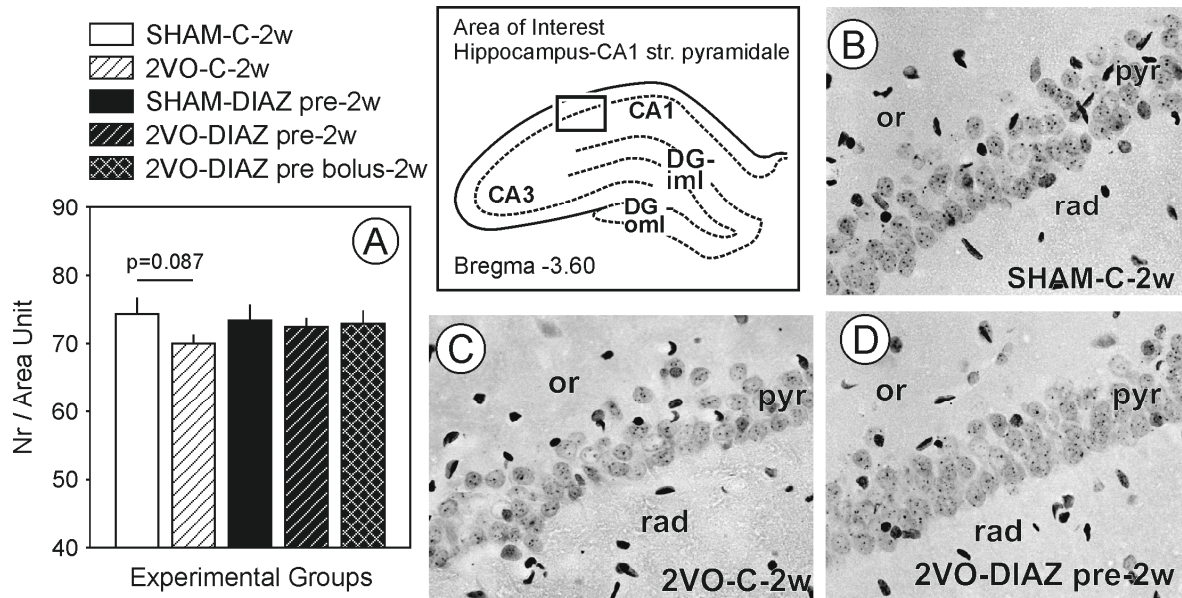 SHAM-C-2w
2VO-C-2w
SHAM-DIAZ pre-2w
2VO-DIAZ pre-2w
2VO-DIAZ pre bolus-2w
90
80
70
60
50
40
Nr / Area Unit
p=0.087
A
Experimental Groups
Area of Interest
Hippocampus-CA1 str. pyramidale
CA1
CA3
DG-
iml
DG
oml
Bregma -3.60
B
pyr
or
rad
SHAM-C-2w
C
or
pyr
rad
2VO-C-2w
D
or
pyr
rad
2VO-DIAZ pre-2w